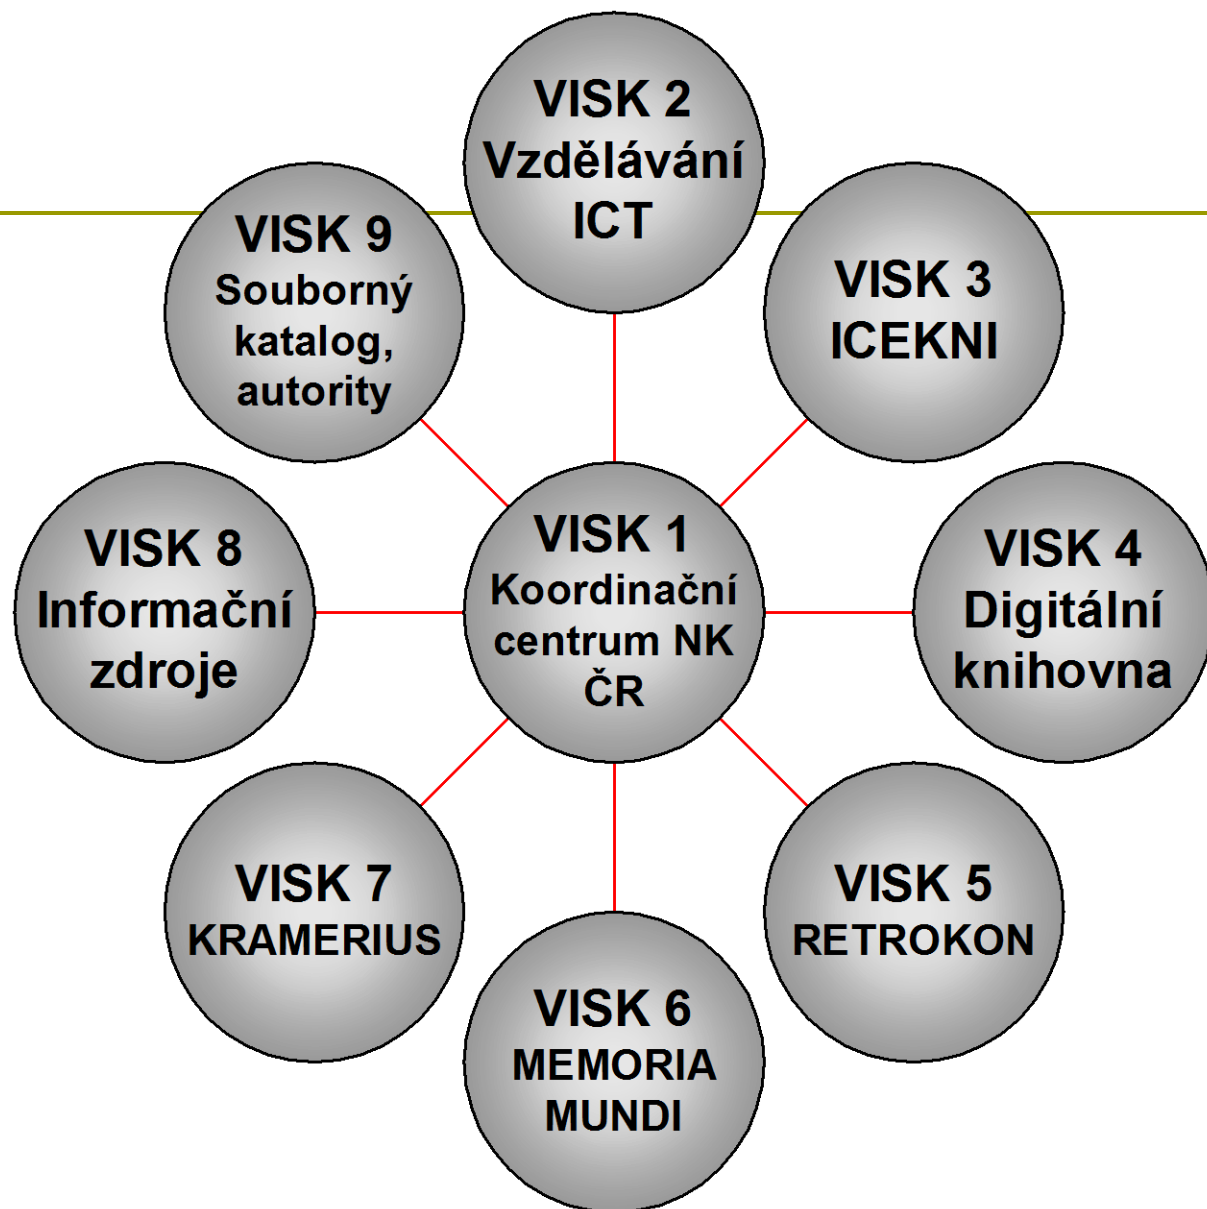 VISK 2
Vzdělávání
ICT
VISK 9
Souborný
katalog,
autority
VISK 3
ICEKNI
VISK 8
Informační
zdroje
VISK 1
Koordinační
centrum NK
ČR
VISK 4
Digitální
knihovna
VISK 7
KRAMERIUS
VISK 5
RETROKON
VISK 6
MEMORIA
MUNDI